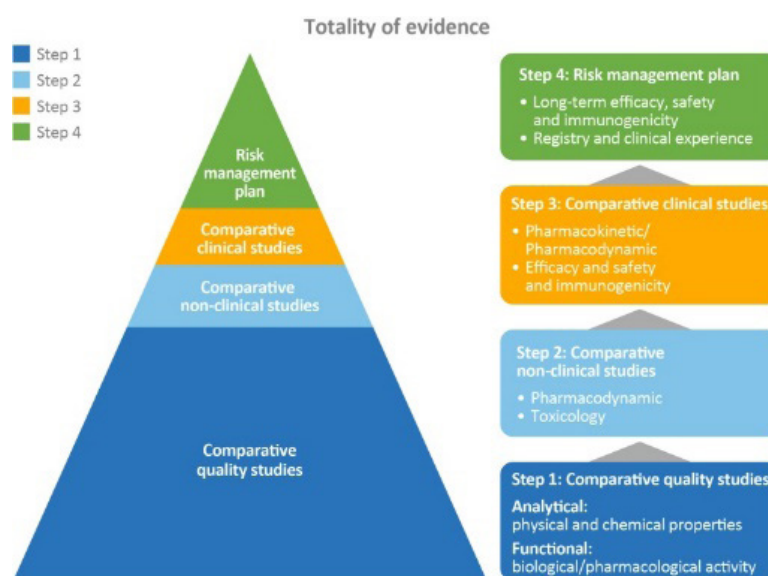 Totality of evidence
Step 1
Step 2
Step 3
Step 4
Risk
management
plan
Comparative
clinical studies
Comparative
non-clinical studies
Comparative
quality studies
Step 4: Risk management plan
• Long-term efficacy, safety
and immunogenicity
• Registry and clinical experience
Step 3: Comparative clinical studies
• Pharmacokinetic/
Pharmacodynamic
• Efficacy and safety
and immunogenicity
Step 2: Comparative
non-clinical studies
• Pharmacodynamic
• Toxicology
Step 1: Comparative quality studies
Analytical:
physical and chemical properties
Functional:
biological/pharmacological activity